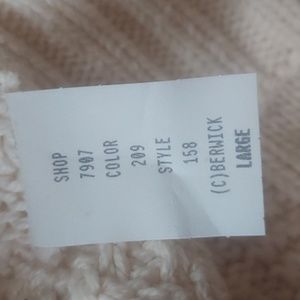 SHOP
7907
COLOR
209
STYLE
158
(C)BERWICK
LARGE